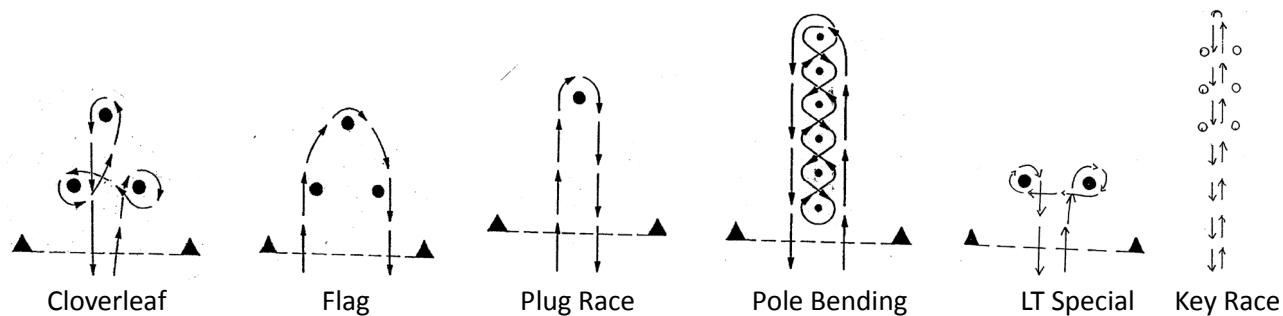 Cloverleaf
Flag
Plug Race
Pole Bending
LT Special
Key Race